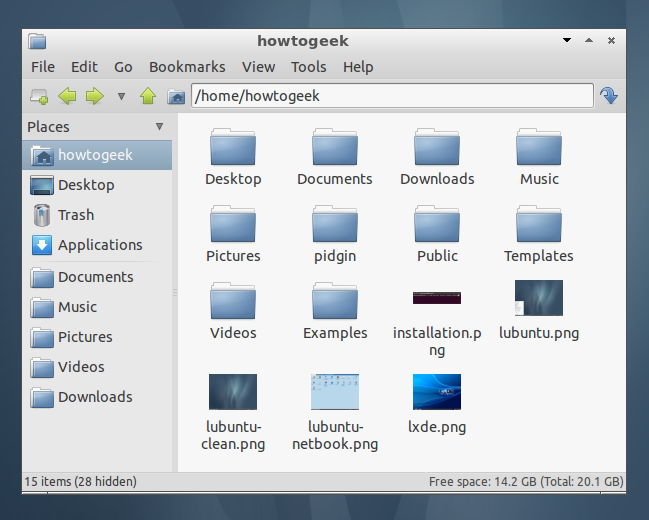 howtogeek
File Edit Go Bookmarks View Tools Help
/home/howtogeek
Places
howtogeek
Desktop
Trash
Applications
Documents
Music
Pictures
Videos
Downloads
Desktop Documents Downloads Music
Pictures pidgin Public Templates
Videos Examples installation.p lubuntu.png
ng
lubuntu- lubuntu- lxde.png
clean.png netbook.png
15 items (28 hidden) Free space: 14.2 GB (Total: 20.1 GB)